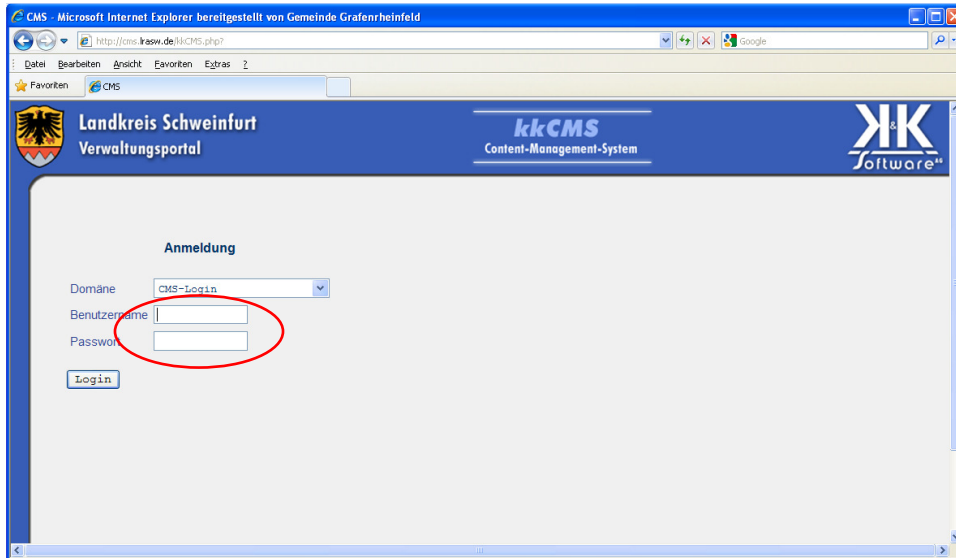 CMS - Microsoft Internet Explorer bereitgestellt von Gemeinde Grafenrheinfeld
http://cms.lrasw.de/kkCMS.php?
Google
Datei Bearbeiten Ansicht Favoriten Extras ?
Favoriten CMS
Landkreis Schweinfurt
Verwaltungsportal
kkCMS
Content-Management-System
K&K
Software AG
Anmeldung
Domäne CMS-Login
Benutzername
Passwort
Login